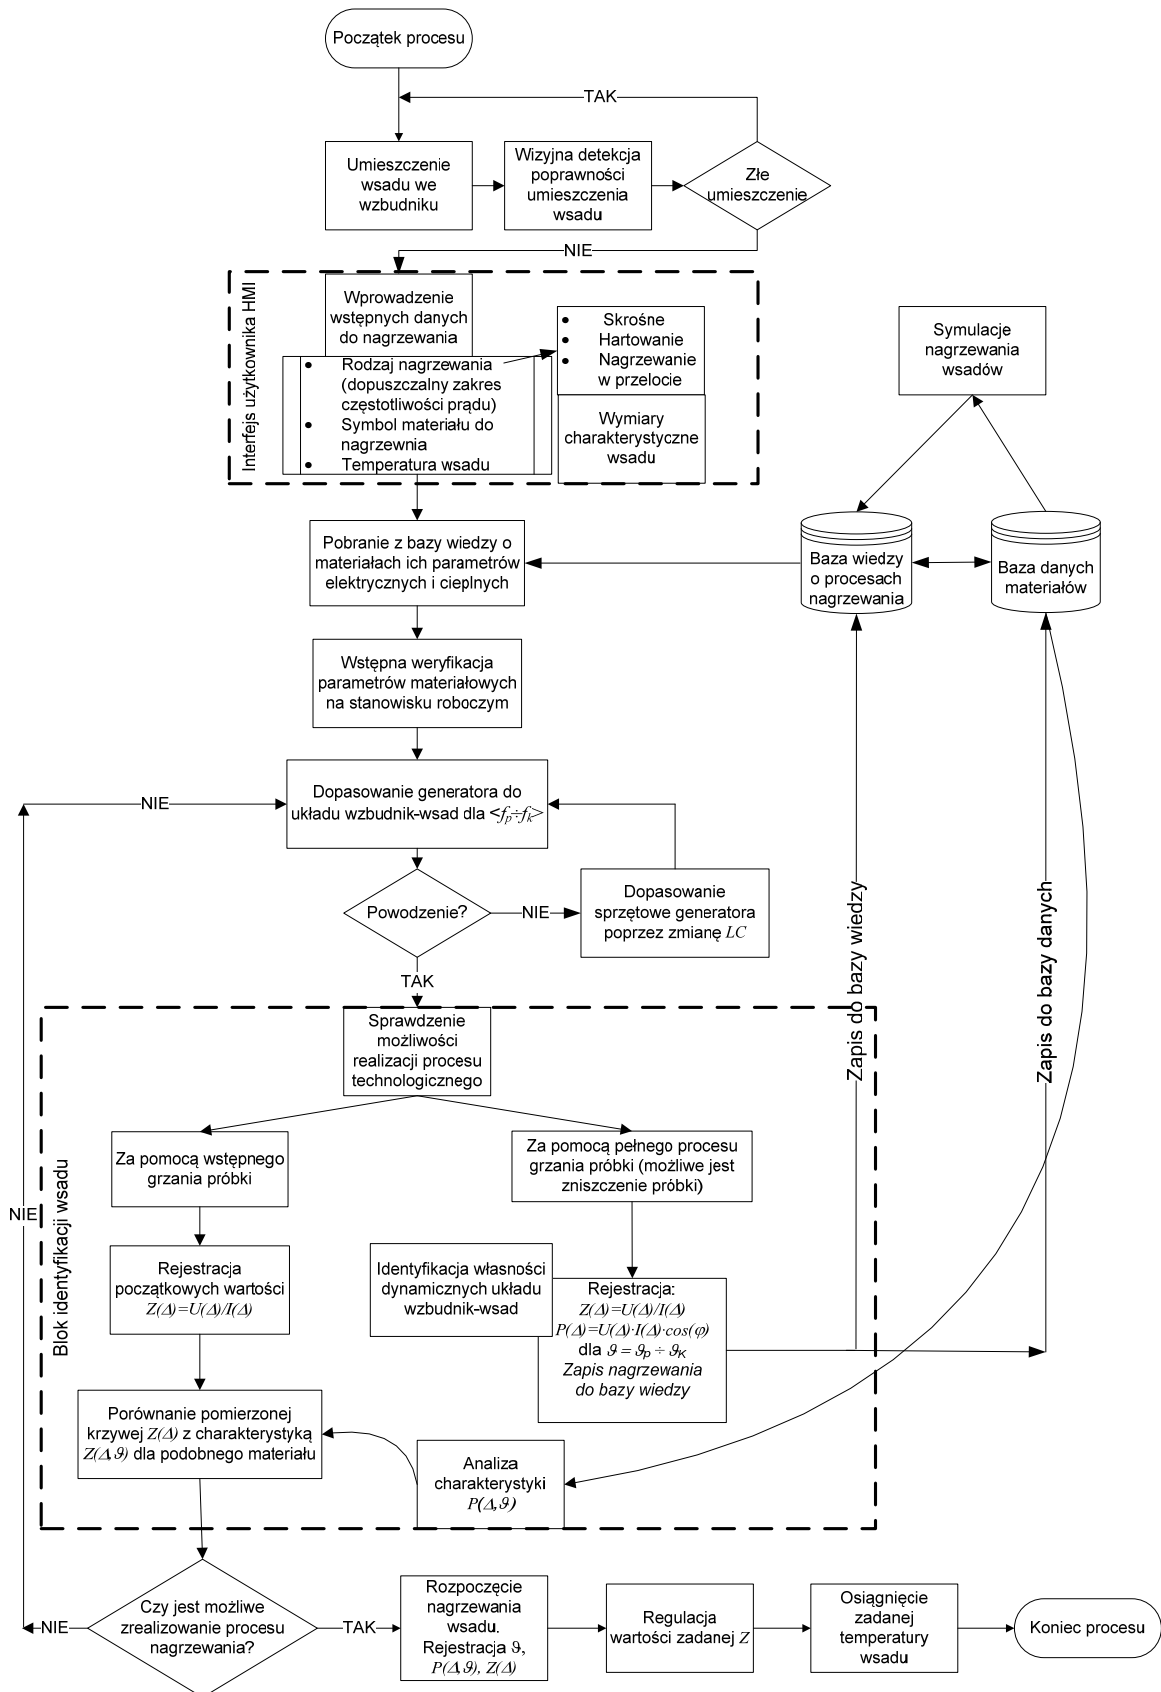 Początek procesu
TAK
Umieszczenie
wsadu we
wzbudniku
Wizyjna detekcja
poprawności
umieszczenia
wsadu
Złe
umieszczenie
NIE
Interfejs użytkownika HMI
Wprowadzenie
wstępnych danych
do nagrzewania
• Rodzaj nagrzewania
(dopuszczalny zakres
częstotliwości prądu)
• Symbol materiału do
nagrzewnia
• Temperatura wsadu
• Skrośne
• Hartowanie
• Nagrzewanie
w przelocie
Wymiary
charakterystyczne
wsadu
Symulacje
nagrzewania
wsadów
Pobranie z bazy wiedzy o
materiałach ich parametrów
elektrycznych i cieplnych
Baza wiedzy
o procesach
nagrzewania
Baza danych
materiałów
Wstępna weryfikacja
parametrów materiałowych
na stanowisku roboczym
NIE
Dopasowanie generatora do
układu wzbudnik-wsad dla <fp÷fk>
Powodzenie?
NIE
Dopasowanie
sprzętowe generatora
poprzez zmianę LC
TAK
Zapis do bazy wiedzy
Zapis do bazy danych
Blok identyfikacji wsadu
Sprawdzenie
możliwości
realizacji procesu
technologicznego
Za pomocą wstępnego
grzania próbki
Za pomocą pełnego procesu
grzania próbki (możliwe jest
zniszczenie próbki)
NIE
Rejestracja
początkowych wartości
Z(Δ)=U(Δ)/I(Δ)
Identyfikacja własności
dynamicznych układu
wzbudnik-wsad
Rejestracja:
Z(Δ)=U(Δ)/I(Δ)
P(Δ)=U(Δ)·I(Δ)·cos(φ)
dla ϑ = ϑp ÷ ϑK
Zapis nagrzewania
do bazy wiedzy
Porównanie pomierzonej
krzywej Z(Δ) z charakterystyką
Z(Δ,ϑ) dla podobnego materiału
Analiza
charakterystyki
P(Δ,ϑ)
NIE
Czy jest możliwe
zrealizowanie procesu
nagrzewania?
TAK
Rozpoczęcie
nagrzewania
wsadu.
Rejestracja ϑ,
P(Δ,ϑ), Z(Δ)
Regulacja
wartości zadanej Z
Osiągnięcie
zadanej
temperatury
wsadu
Koniec procesu